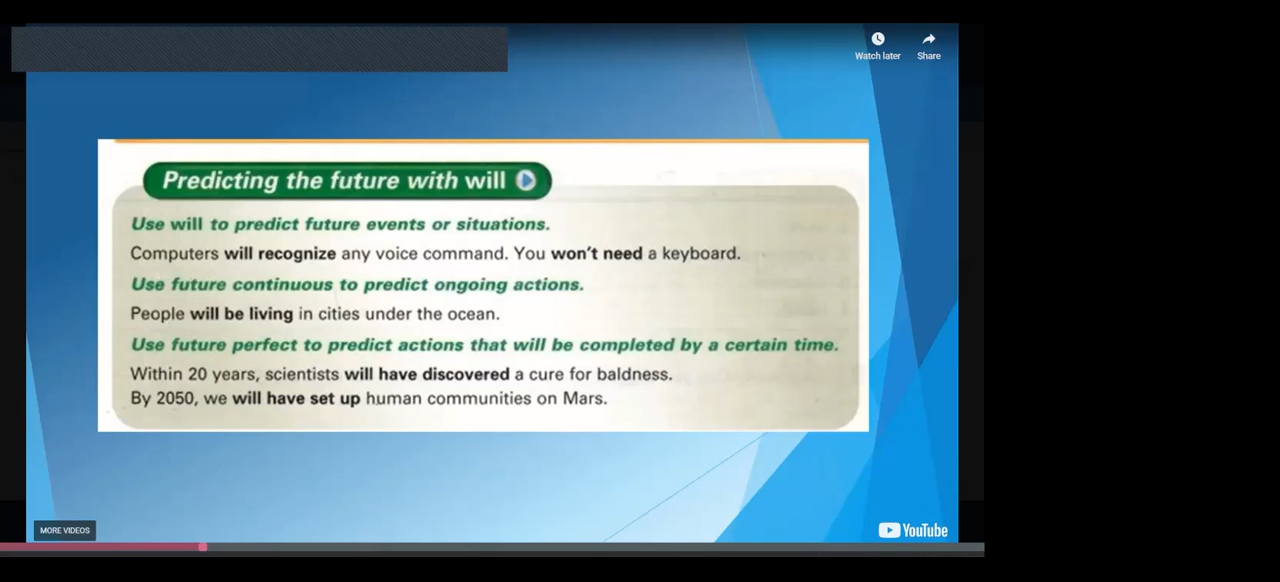 Watch later Share
Predicting the future with will
Use will to predict future events or situations.
Computers will recognize any voice command. You won't need a keyboard.
Use future continuous to predict ongoing actions.
People will be living in cities under the ocean.
Use future perfect to predict actions that will be completed by a certain time.
Within 20 years, scientists will have discovered a cure for baldness.
By 2050, we will have set up human communities on Mars.
MORE VIDEOS
YouTube